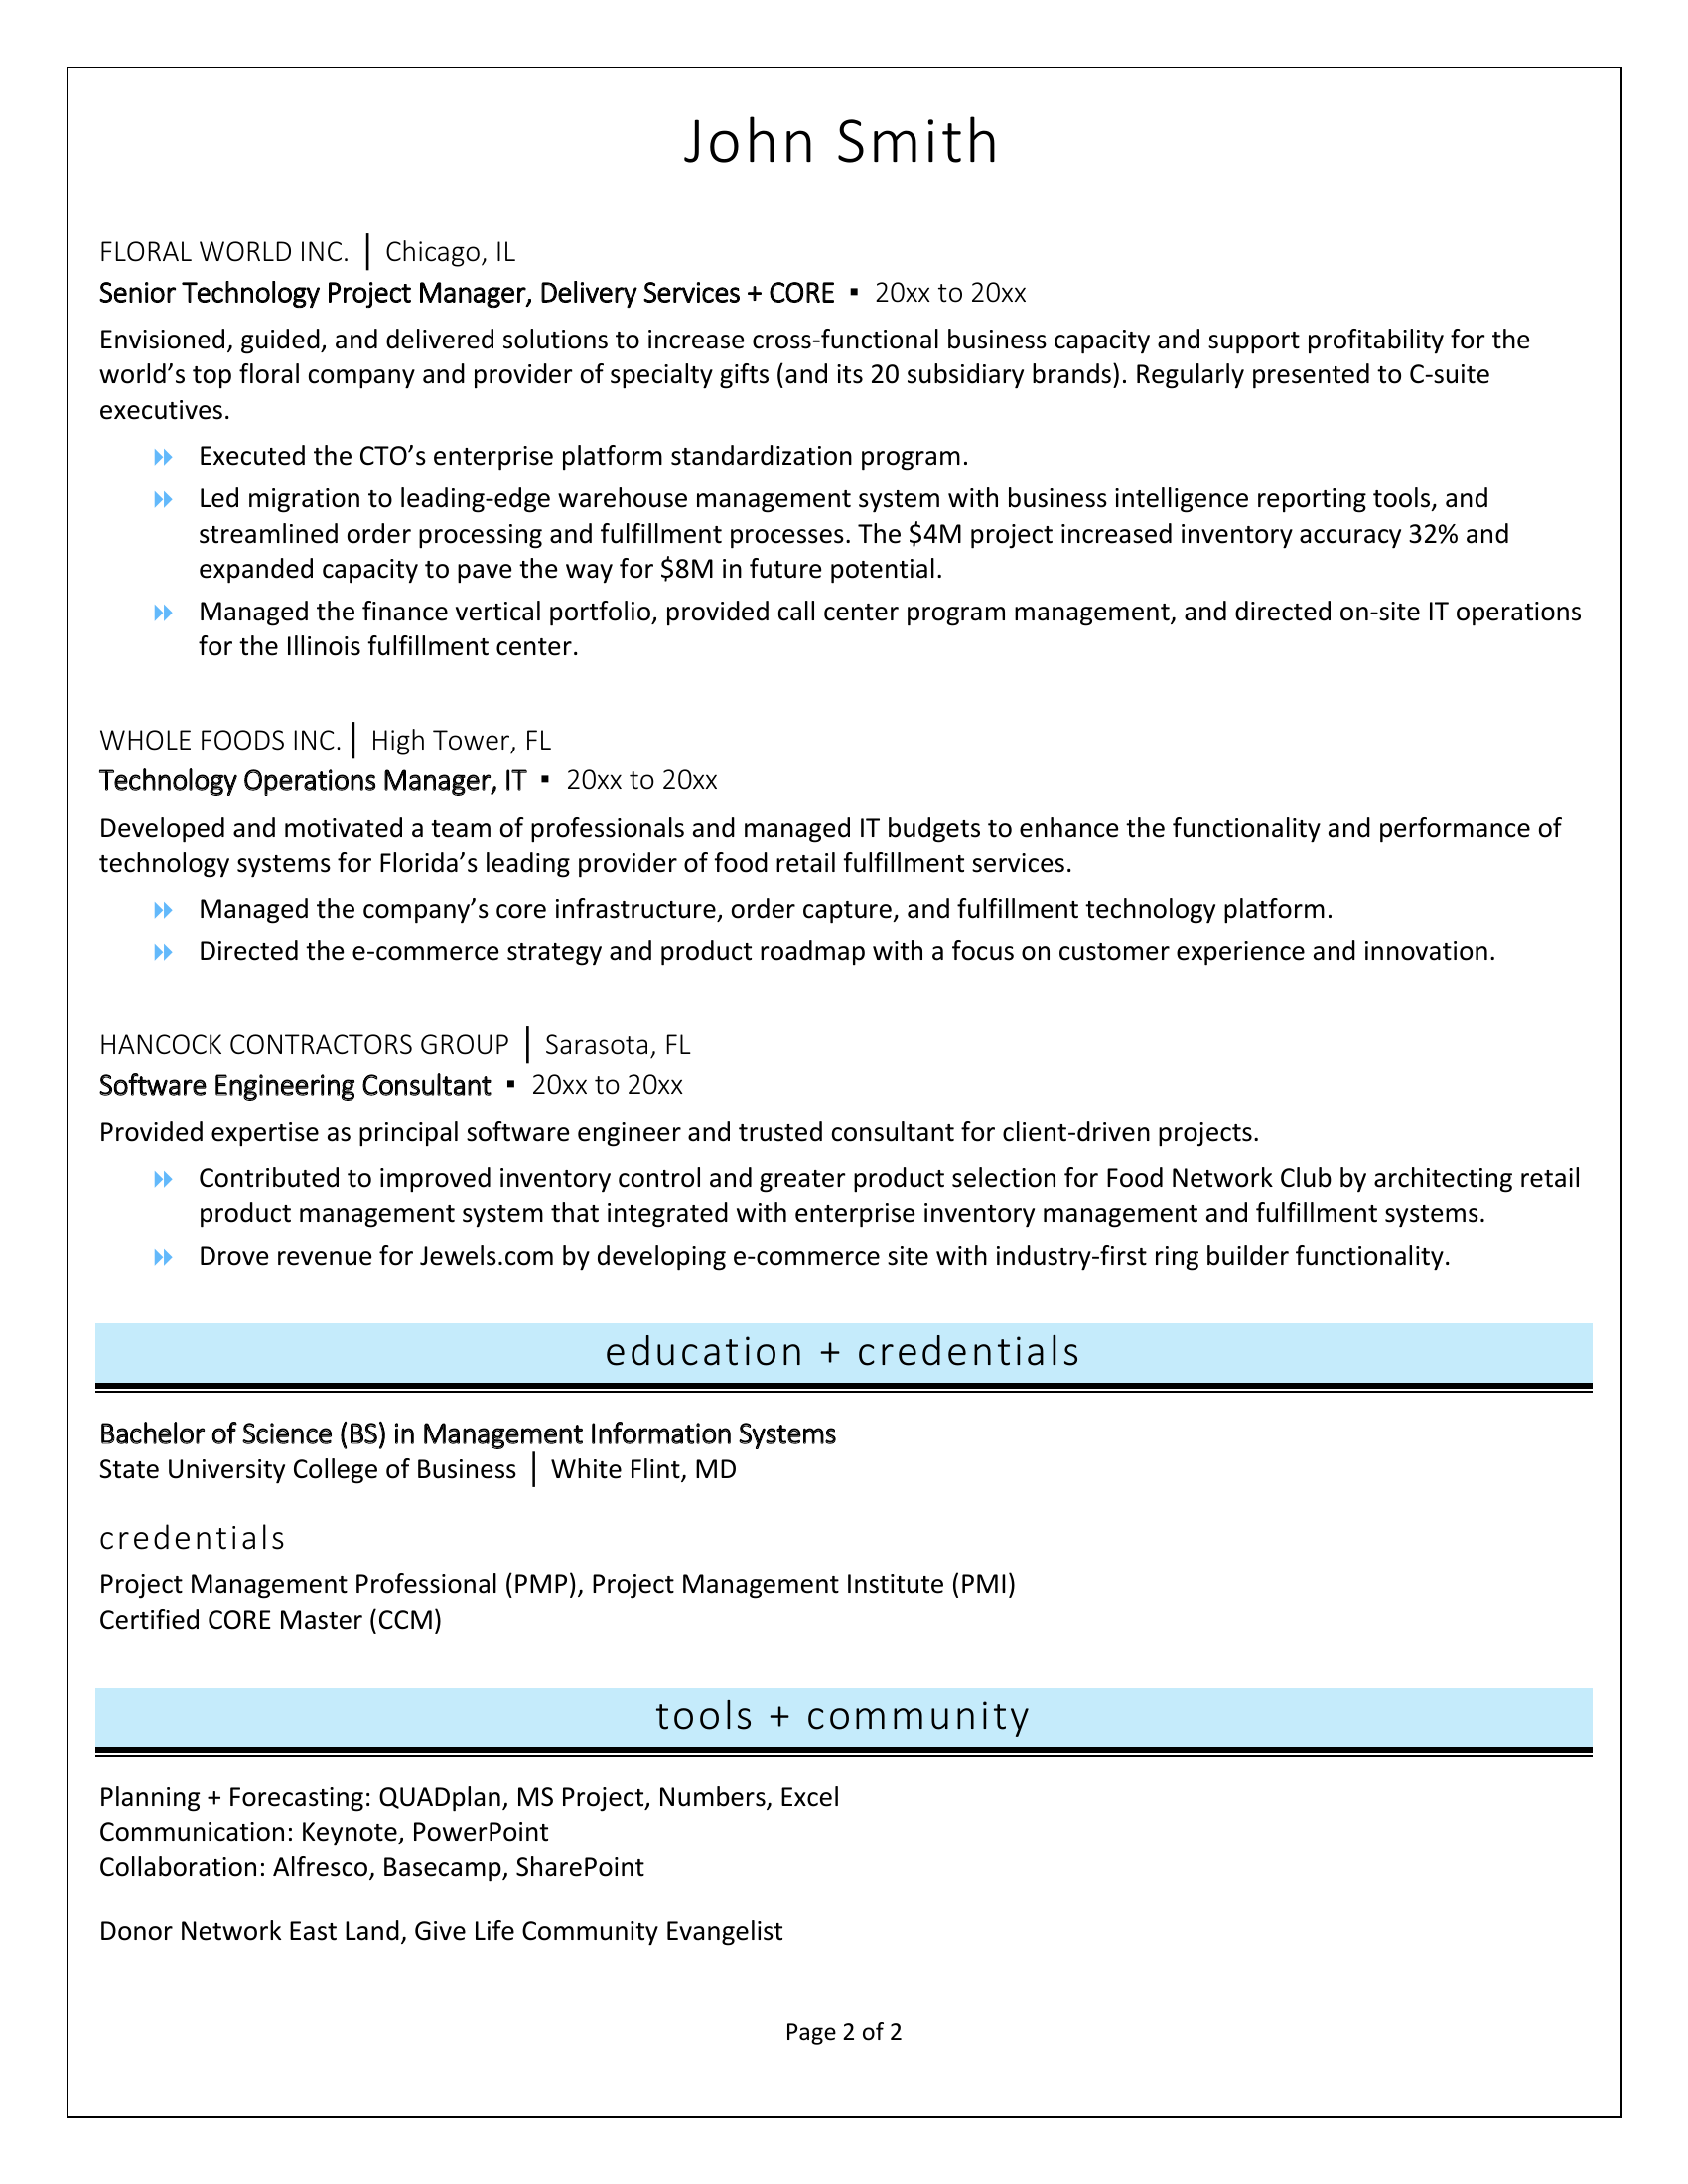 John Smith
FLORAL WORLD INC. | Chicago, IL
Senior Technology Project Manager, Delivery Services + CORE ▪ 20xx to 20xx
Envisioned, guided, and delivered solutions to increase cross-functional business capacity and support profitability for the
world’s top floral company and provider of specialty gifts (and its 20 subsidiary brands). Regularly presented to C-suite
executives.
Executed the CTO’s enterprise platform standardization program.
Led migration to leading-edge warehouse management system with business intelligence reporting tools, and
streamlined order processing and fulfillment processes. The $4M project increased inventory accuracy 32% and
expanded capacity to pave the way for $8M in future potential.
Managed the finance vertical portfolio, provided call center program management, and directed on-site IT operations
for the Illinois fulfillment center.
WHOLE FOODS INC. | High Tower, FL
Technology Operations Manager, IT ▪ 20xx to 20xx
Developed and motivated a team of professionals and managed IT budgets to enhance the functionality and performance of
technology systems for Florida’s leading provider of food retail fulfillment services.
Managed the company’s core infrastructure, order capture, and fulfillment technology platform.
Directed the e-commerce strategy and product roadmap with a focus on customer experience and innovation.
HANCOCK CONTRACTORS GROUP | Sarasota, FL
Software Engineering Consultant ▪ 20xx to 20xx
Provided expertise as principal software engineer and trusted consultant for client-driven projects.
Contributed to improved inventory control and greater product selection for Food Network Club by architecting retail
product management system that integrated with enterprise inventory management and fulfillment systems.
Drove revenue for Jewels.com by developing e-commerce site with industry-first ring builder functionality.
education + credentials
Bachelor of Science (BS) in Management Information Systems
State University College of Business | White Flint, MD
credentials
Project Management Professional (PMP), Project Management Institute (PMI)
Certified CORE Master (CCM)
tools + community
Planning + Forecasting: QUADplan, MS Project, Numbers, Excel
Communication: Keynote, PowerPoint
Collaboration: Alfresco, Basecamp, SharePoint
Donor Network East Land, Give Life Community Evangelist
Page 2 of 2